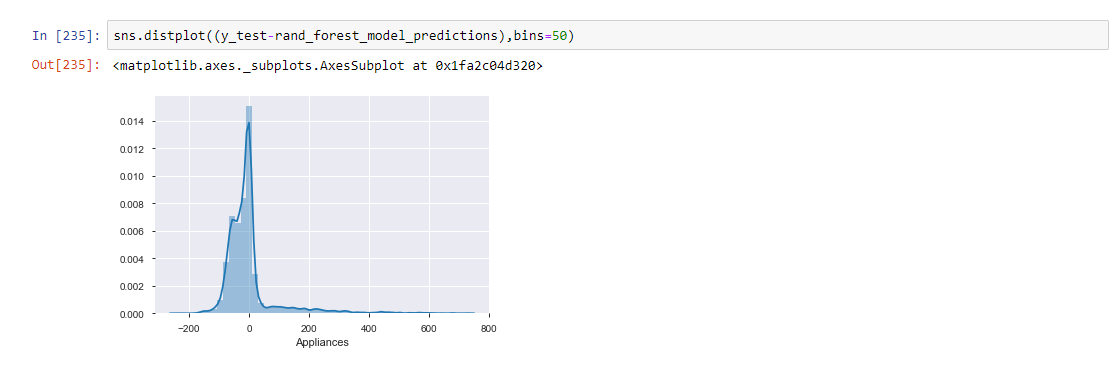 In [235]: sns.distplot((y_test-rand_forest_model_predictions),bins=50)
Out[235]: <matplotlib.axes._subplots.AxesSubplot at 0x1fa2c04d320>
0.014
0.012
0.010
0.008
0.006
0.004
0.002
0.000
−200 0 200 400 600 800
Appliances